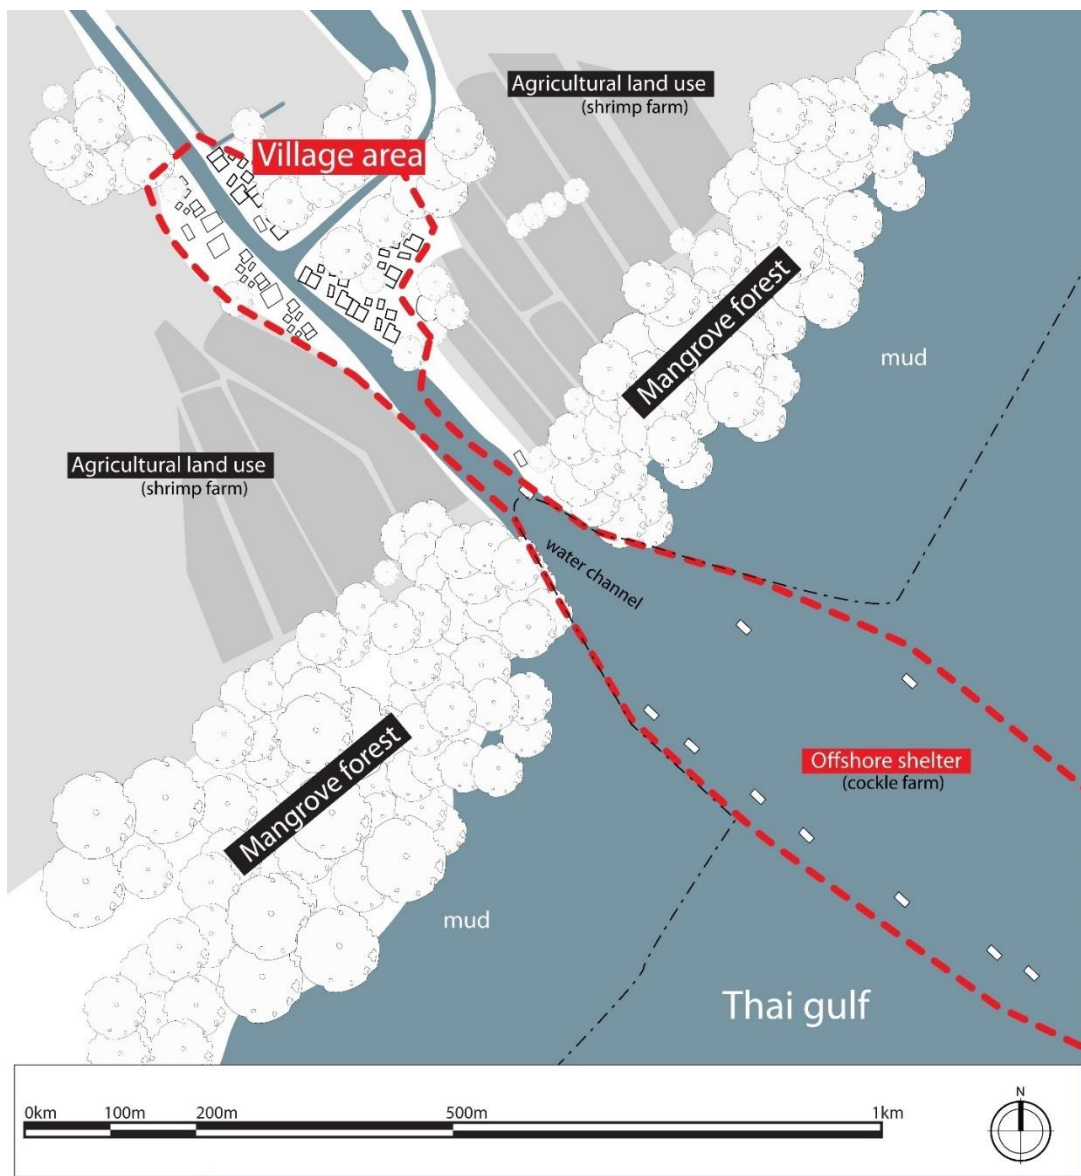 Agricultural land use
(shrimp farm)
Village area
Mangrove forest
mud
Agricultural land use
(shrimp farm)
water channel
Offshore shelter
(cockle farm)
Mangrove forest
mud
Thai gulf
0km 100m 200m 500m 1km
N